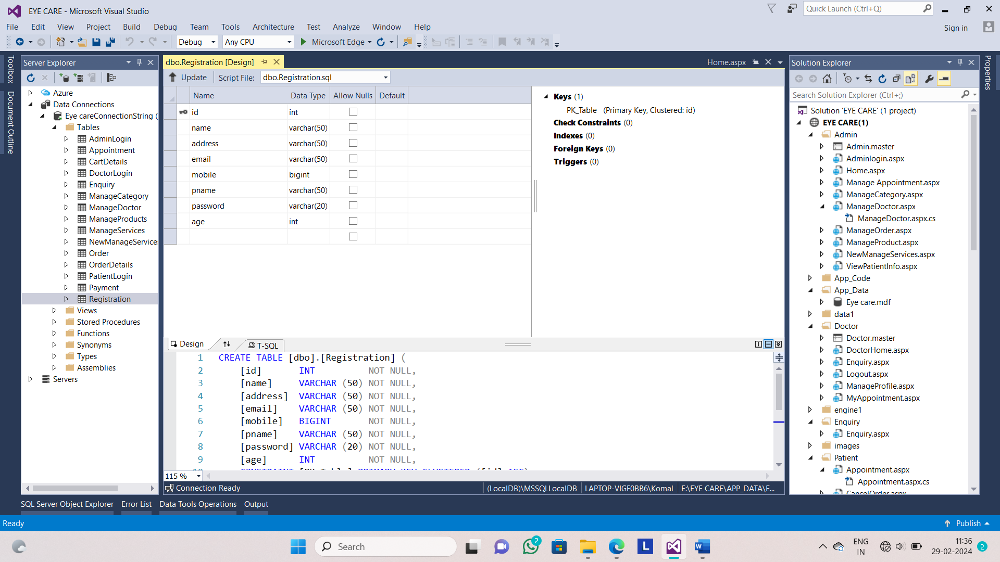 EYE CARE - Microsoft Visual Studio
Quick Launch (Ctrl+Q)
File Edit View Project Build Debug Team Tools Architecture Test Analyze Window Help
Sign in
Debug Any CPU Microsoft Edge
Toolbox
Document Outline
Server Explorer
Azure
Data Connections
Eye careConnectionString (
Tables
AdminLogin
Appointment
CartDetails
DoctorLogin
Enquiry
ManageCategory
ManageDoctor
ManageProducts
ManageServices
NewManageService
Order
OrderDetails
PatientLogin
Payment
Registration
Views
Stored Procedures
Functions
Synonyms
Types
Assemblies
Servers
dbo.Registration [Design]
Home.aspx
Update Script File: dbo.Registration.sql
Name Data Type Allow Nulls Default
id int
name varchar(50)
address varchar(50)
email varchar(50)
mobile bigint
pname varchar(50)
password varchar(20)
age int
Keys (1)
PK_Table (Primary Key, Clustered: id)
Check Constraints (0)
Indexes (0)
Foreign Keys (0)
Triggers (0)
Design T-SQL
1 CREATE TABLE [dbo].[Registration] (
2 [id] INT NOT NULL,
3 [name] VARCHAR (50) NOT NULL,
4 [address] VARCHAR (50) NOT NULL,
5 [email] VARCHAR (50) NOT NULL,
6 [mobile] BIGINT NOT NULL,
7 [pname] VARCHAR (50) NOT NULL,
8 [password] VARCHAR (20) NOT NULL,
9 [age] INT NOT NULL,
115 %
Connection Ready (LocalDB)\MSSQLLocalDB LAPTOP-VIGF0BB6\Komal E:\EYE CARE\APP_DATA\E...
Solution Explorer
Properties
Search Solution Explorer (Ctrl+;)
Solution 'EYE CARE' (1 project)
EYE CARE(1)
Admin
Admin.master
Adminlogin.aspx
Home.aspx
Manage Appointment.aspx
ManageCategory.aspx
ManageDoctor.aspx
ManageDoctor.aspx.cs
ManageOrder.aspx
ManageProduct.aspx
NewManageServices.aspx
ViewPatientInfo.aspx
App_Code
App_Data
Eye care.mdf
data1
Doctor
Doctor.master
DoctorHome.aspx
Enquiry.aspx
Logout.aspx
ManageProfile.aspx
MyAppointment.aspx
engine1
Enquiry
Enquiry.aspx
images
Patient
Appointment.aspx
Appointment.aspx.cs
CancelOrder.aspx
SQL Server Object Explorer Error List Data Tools Operations Output
Ready
Publish
Search
2
L
W
ENG
IN
11:36
29-02-2024
2